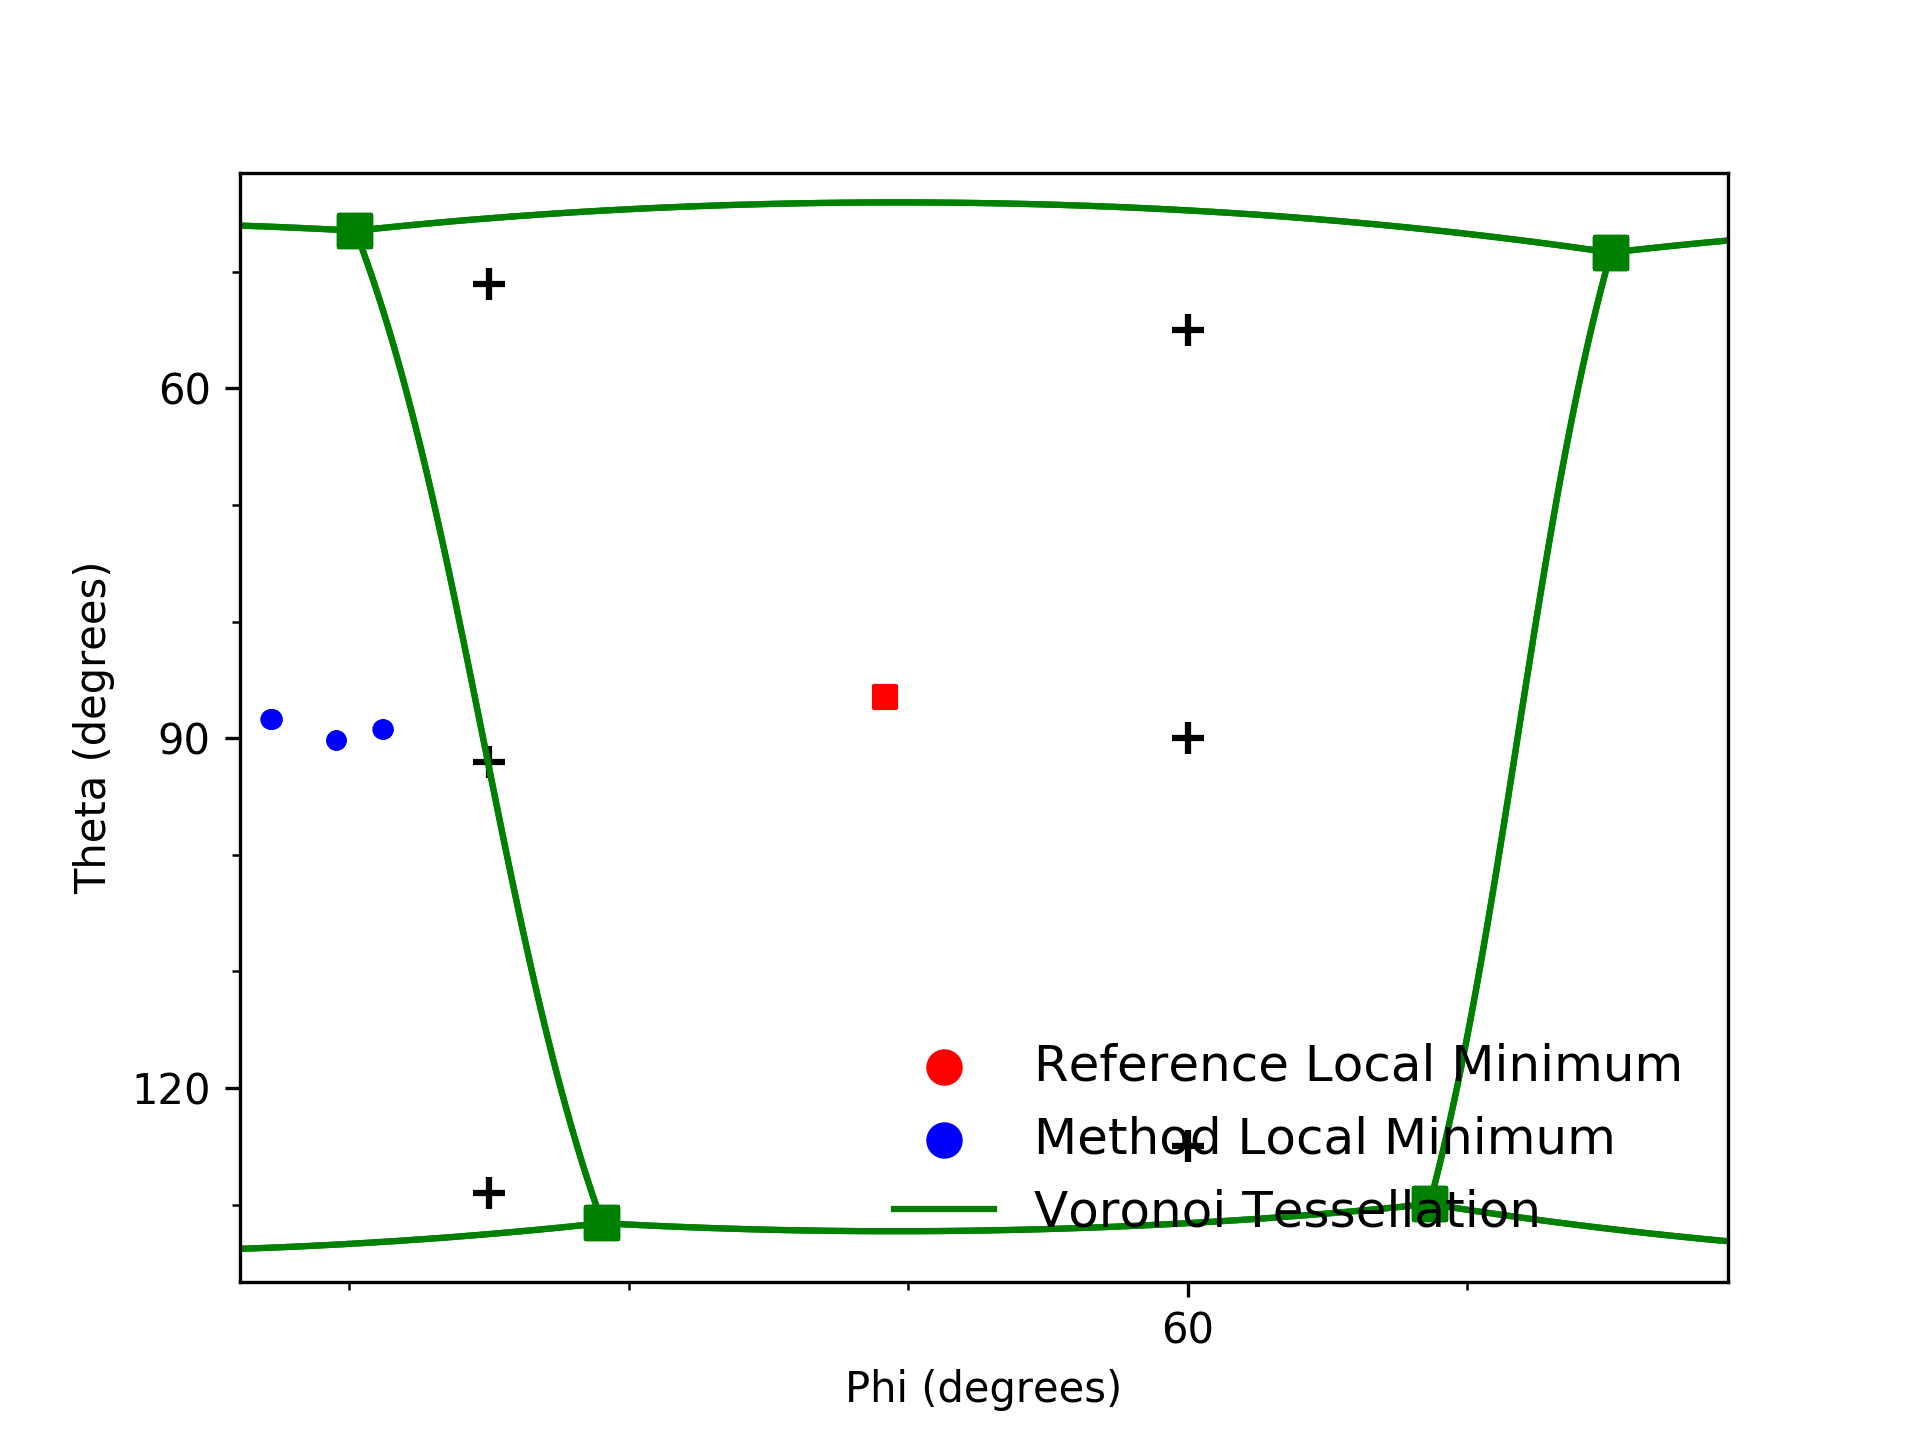 60
90
120
Theta (degrees)
Reference Local Minimum
Method Local Minimum
Voronoi Tessellation
60
Phi (degrees)